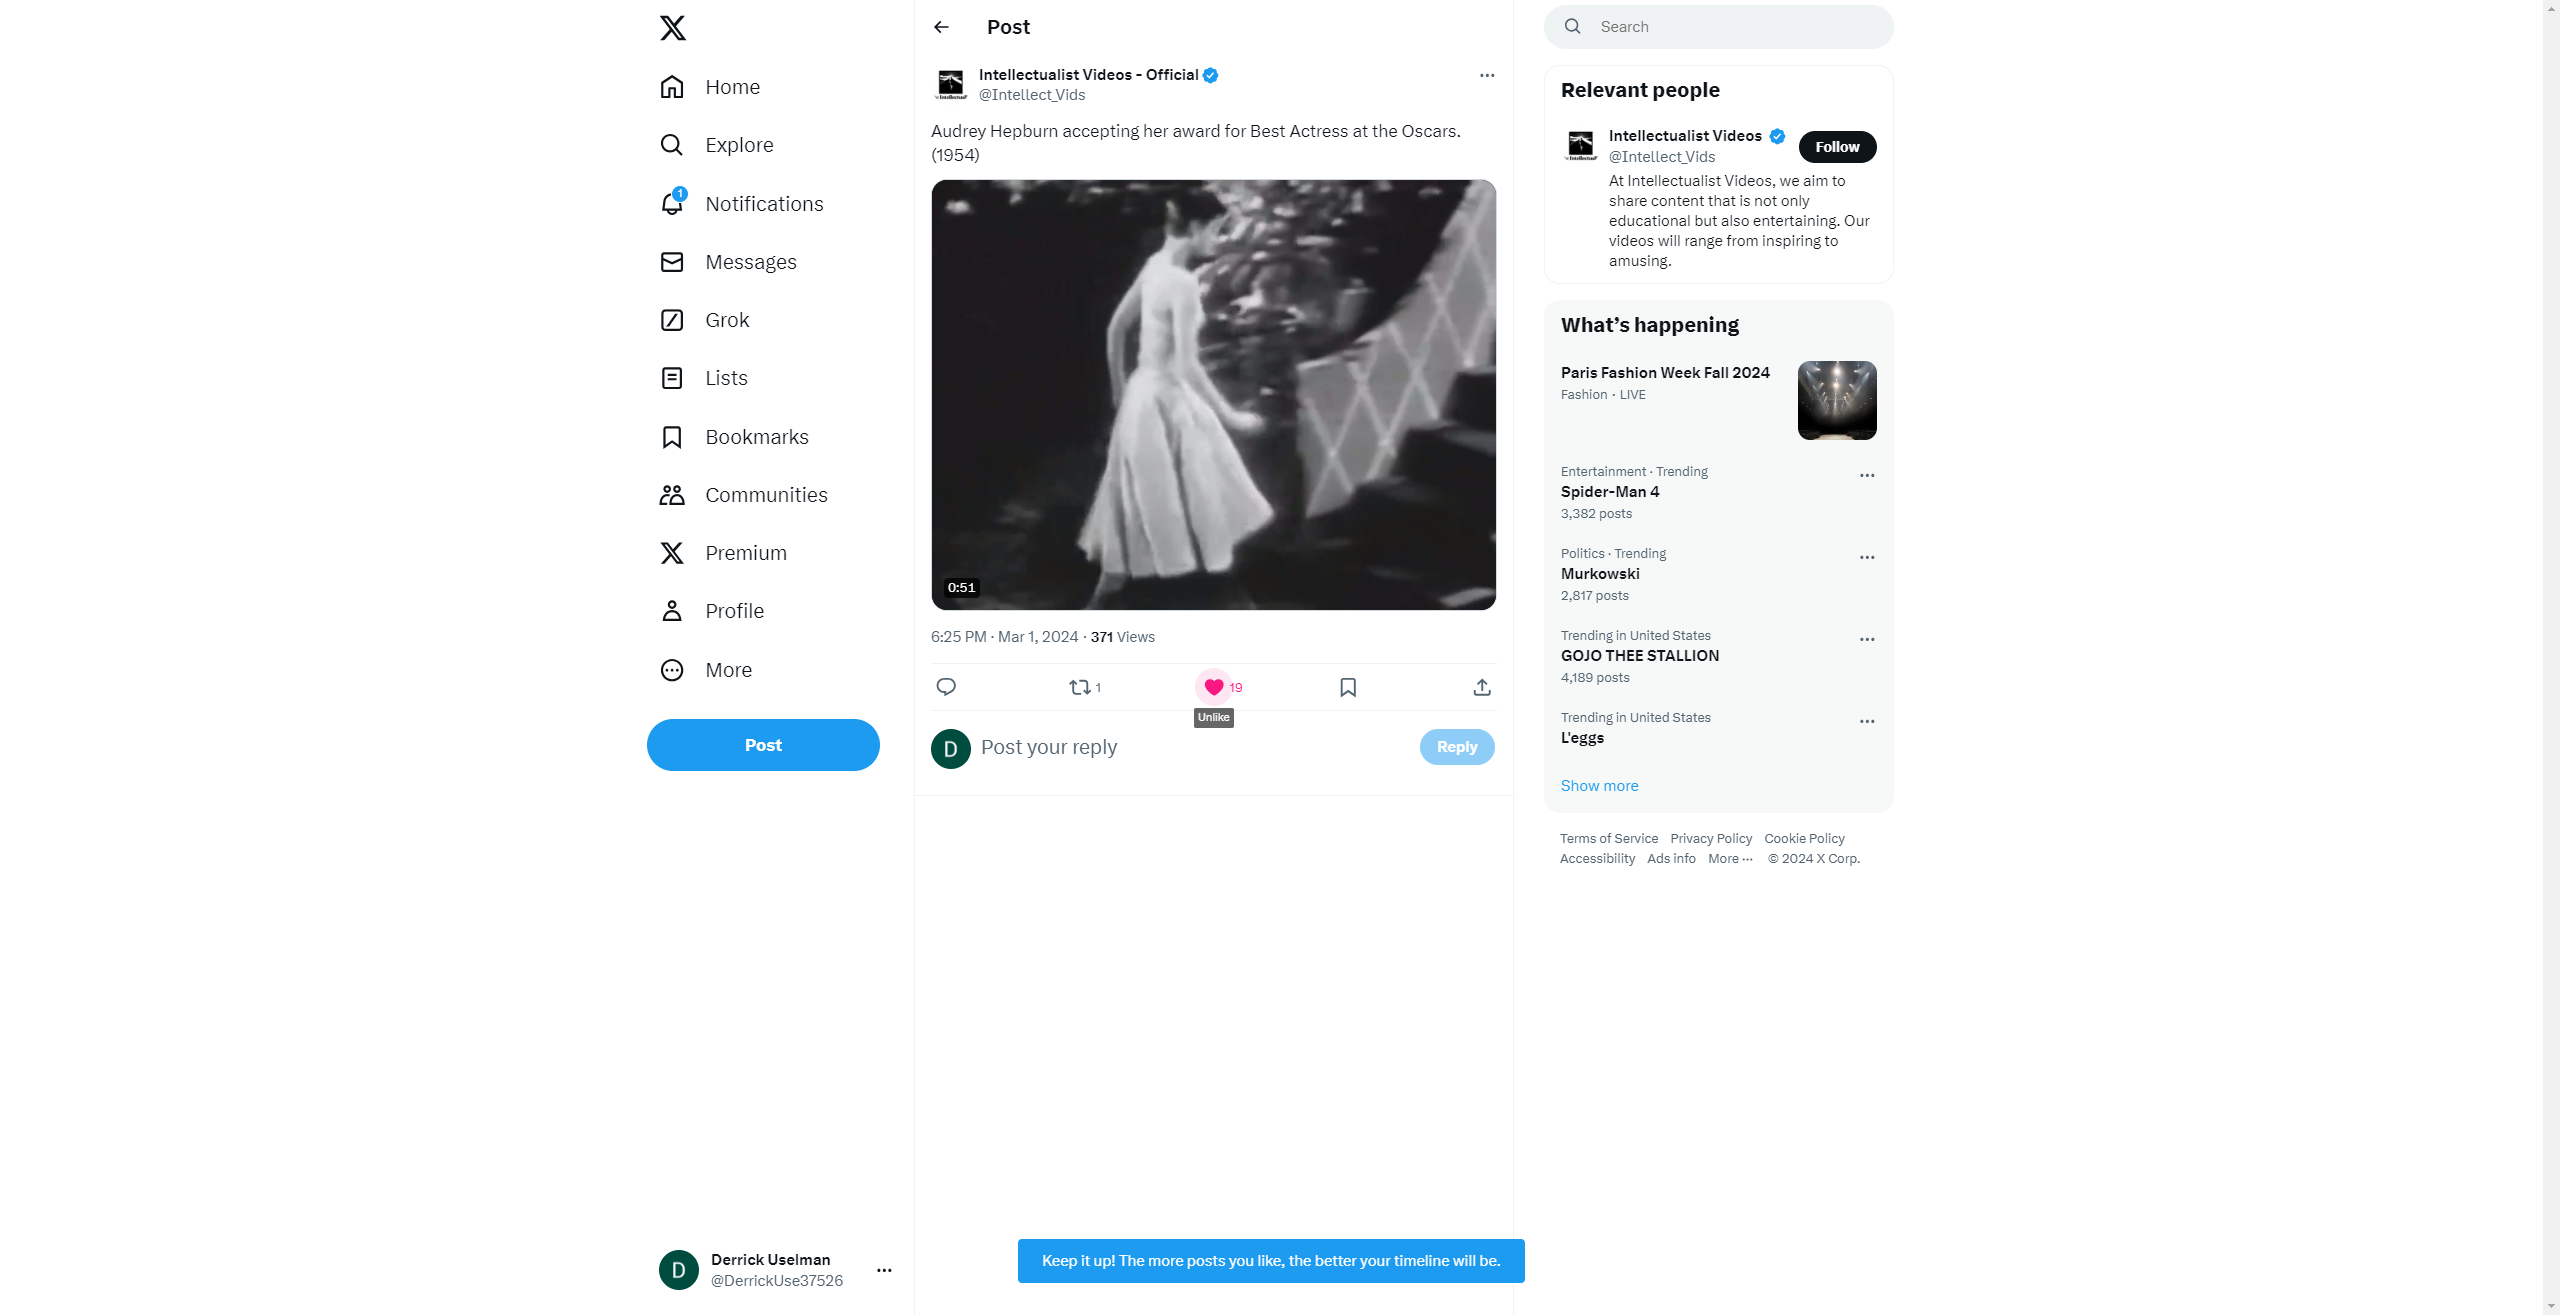 Home
Explore
1
Notifications
Messages
Grok
Lists
Bookmarks
Communities
Premium
Profile
More
Post
Derrick Uselman
@DerrickUse37526
D
Post
Intellectualist Videos - Official
@Intellect_Vids
Audrey Hepburn accepting her award for Best Actress at the Oscars.
(1954)
0:51
6:25 PM · Mar 1, 2024 · 371 Views
1
19
Unlike
D
Post your reply
Reply
Keep it up! The more posts you like, the better your timeline will be.
Search
Relevant people
Intellectualist Videos
@Intellect_Vids
Follow
At Intellectualist Videos, we aim to
share content that is not only
educational but also entertaining. Our
videos will range from inspiring to
amusing.
What’s happening
Paris Fashion Week Fall 2024
Fashion · LIVE
Entertainment · Trending
Spider-Man 4
3,382 posts
Politics · Trending
Murkowski
2,817 posts
Trending in United States
GOJO THEE STALLION
4,189 posts
Trending in United States
L'eggs
Show more
Terms of Service Privacy Policy Cookie Policy
Accessibility Ads info More ··· © 2024 X Corp.